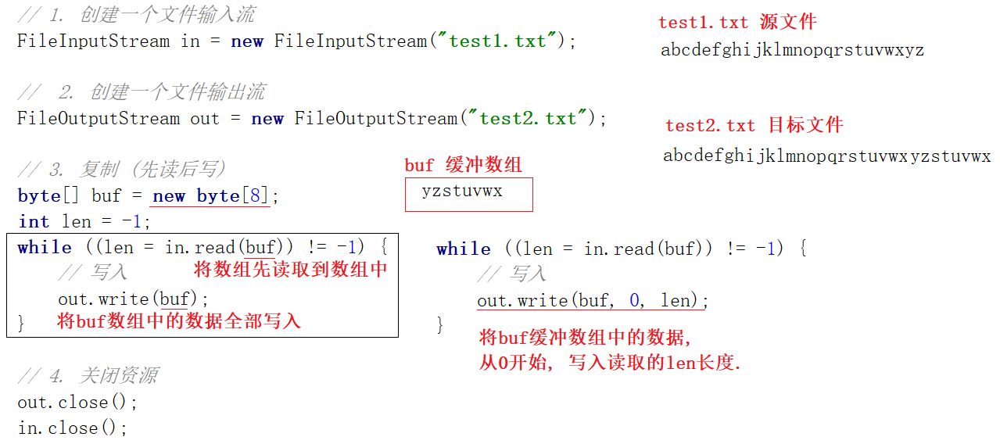 // 1. 创建一个文件输入流
FileInputStream in = new FileInputStream("test1.txt");
//  2. 创建一个文件输出流
FileOutputStream out = new FileOutputStream("test2.txt");
// 3. 复制 (先读后写)
byte[] buf = new byte[8];
int len = -1;
while ((len = in.read(buf)) != -1) {
// 写入
将数组先读取到数组中
out.write(buf);
}
将buf数组中的数据全部写入
// 4. 关闭资源
out.close();
in.close();
test1.txt 源文件
abcdefghijklmnopqrstuvwxyz
test2.txt 目标文件
abcdefghijklmnopqrstuvwxyzstuvwx
buf 缓冲数组
yzstuvwx
while ((len = in.read(buf)) != -1) {
// 写入
out.write(buf, 0, len);
}
将buf缓冲数组中的数据,
从0开始, 写入读取的len长度.